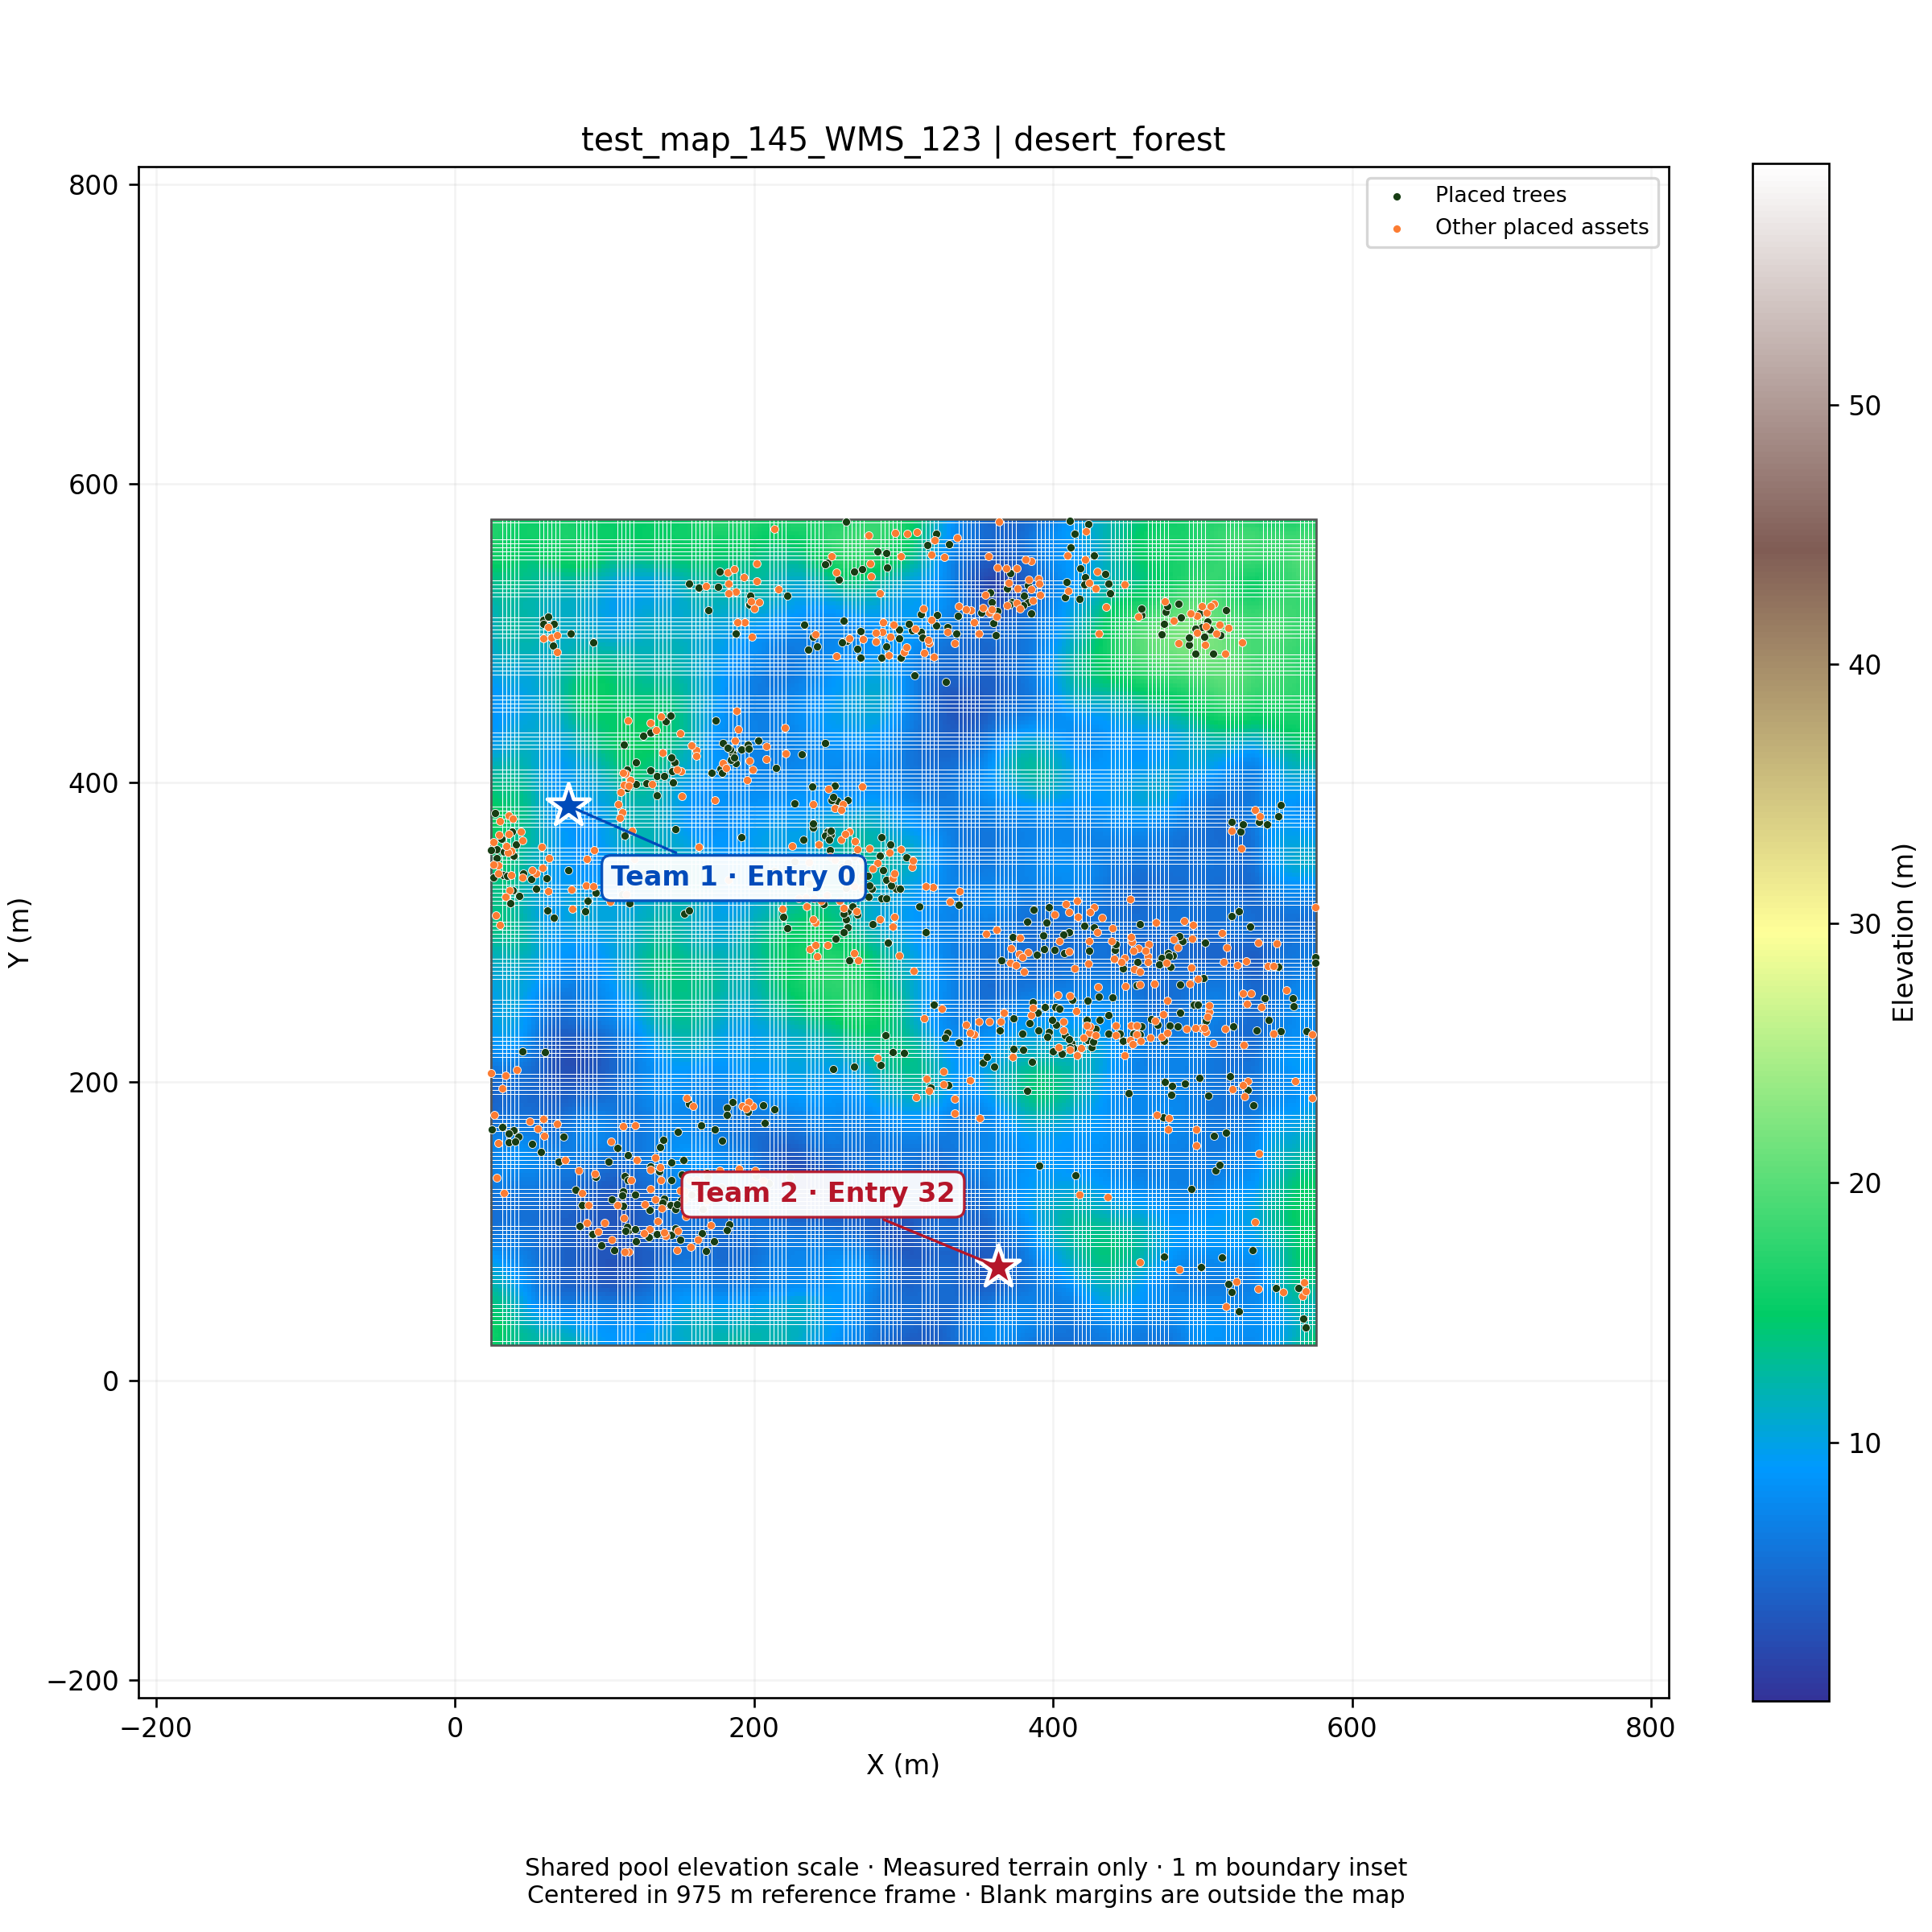 test_map_145_WMS_123 | desert_forest
Placed trees
Other placed assets
800
600
400
200
0
−200
Y (m)
−200
0
200
400
600
800
X (m)
Team 1 · Entry 0
Team 2 · Entry 32
50
40
30
20
10
Elevation (m)
Shared pool elevation scale · Measured terrain only · 1 m boundary inset
Centered in 975 m reference frame · Blank margins are outside the map